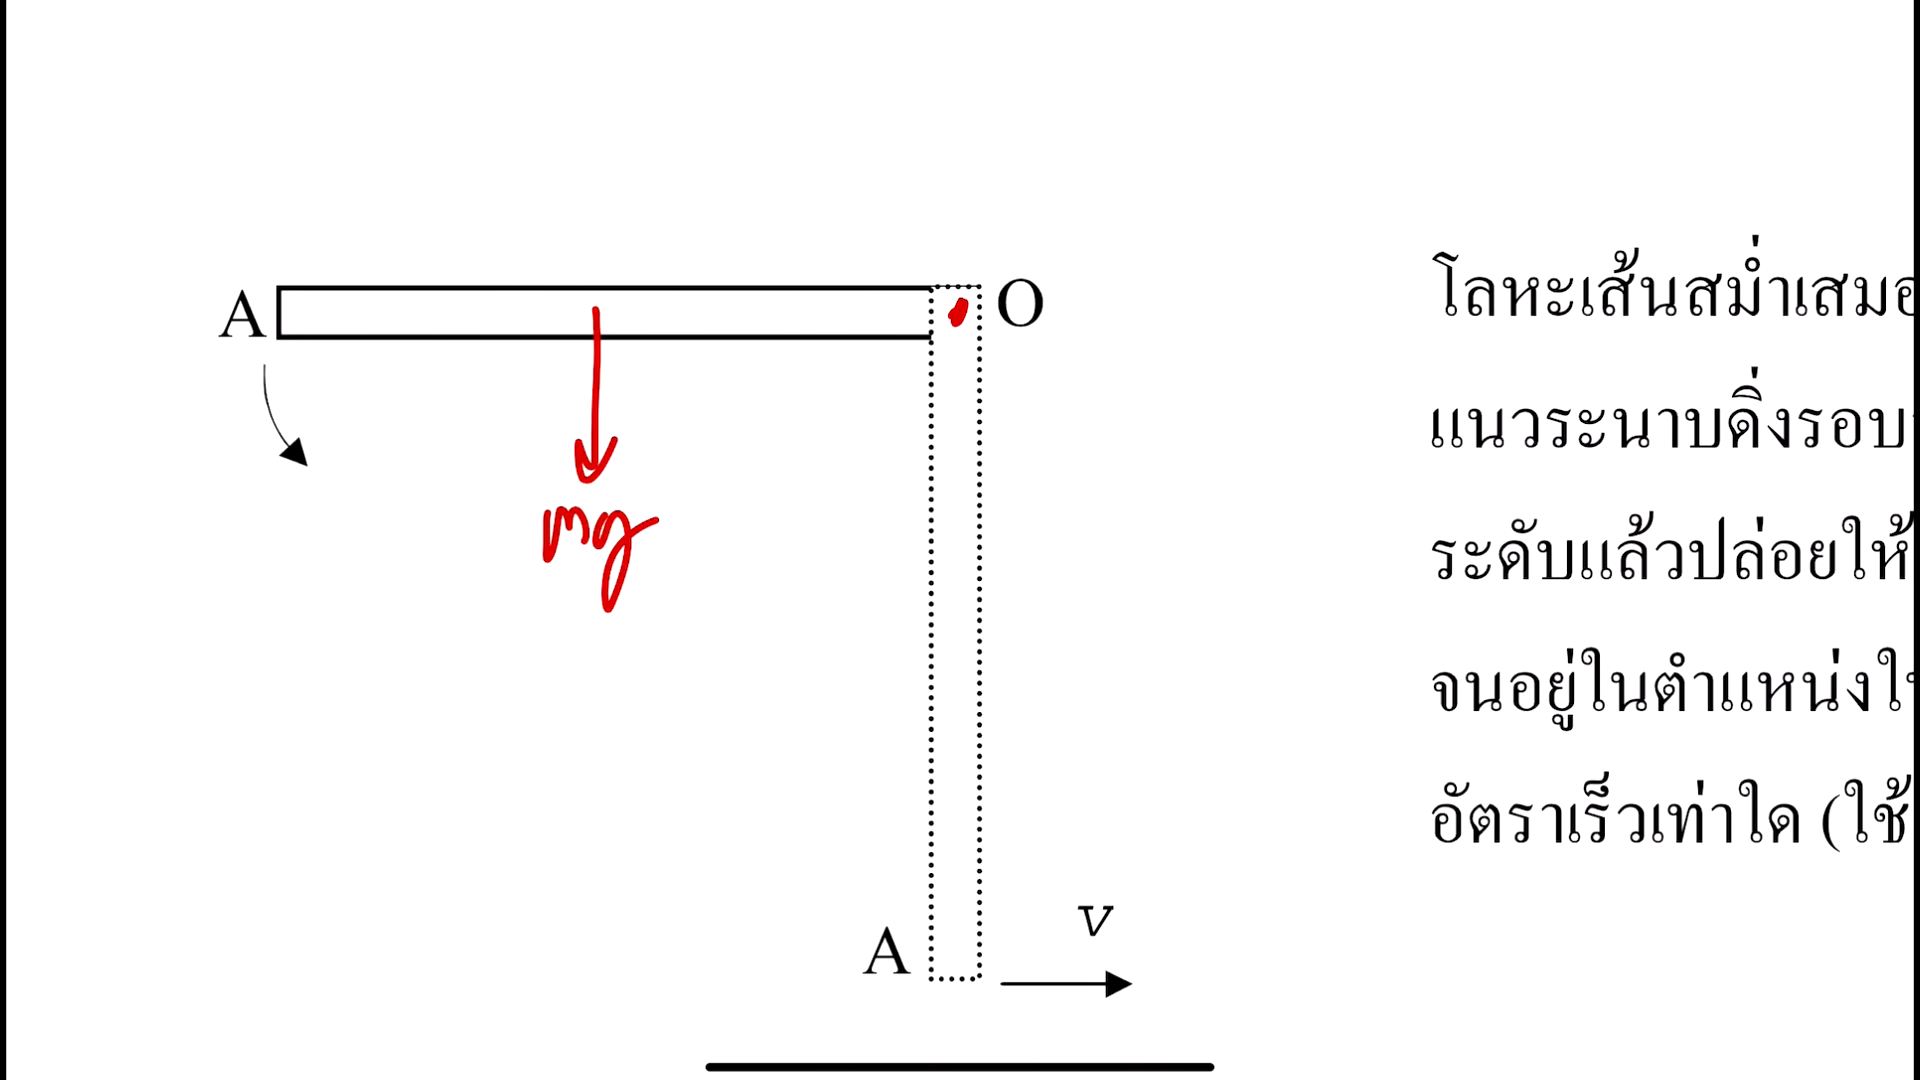 A
O
mg
A
v
โลหะเส้นสม่ำเสมอ
แนวระนาบดิ่งรอบ
ระดับแล้วปล่อยให้
จนอยู่ในตำแหน่งใ
อัตราเร็วเท่าใด (ใช้